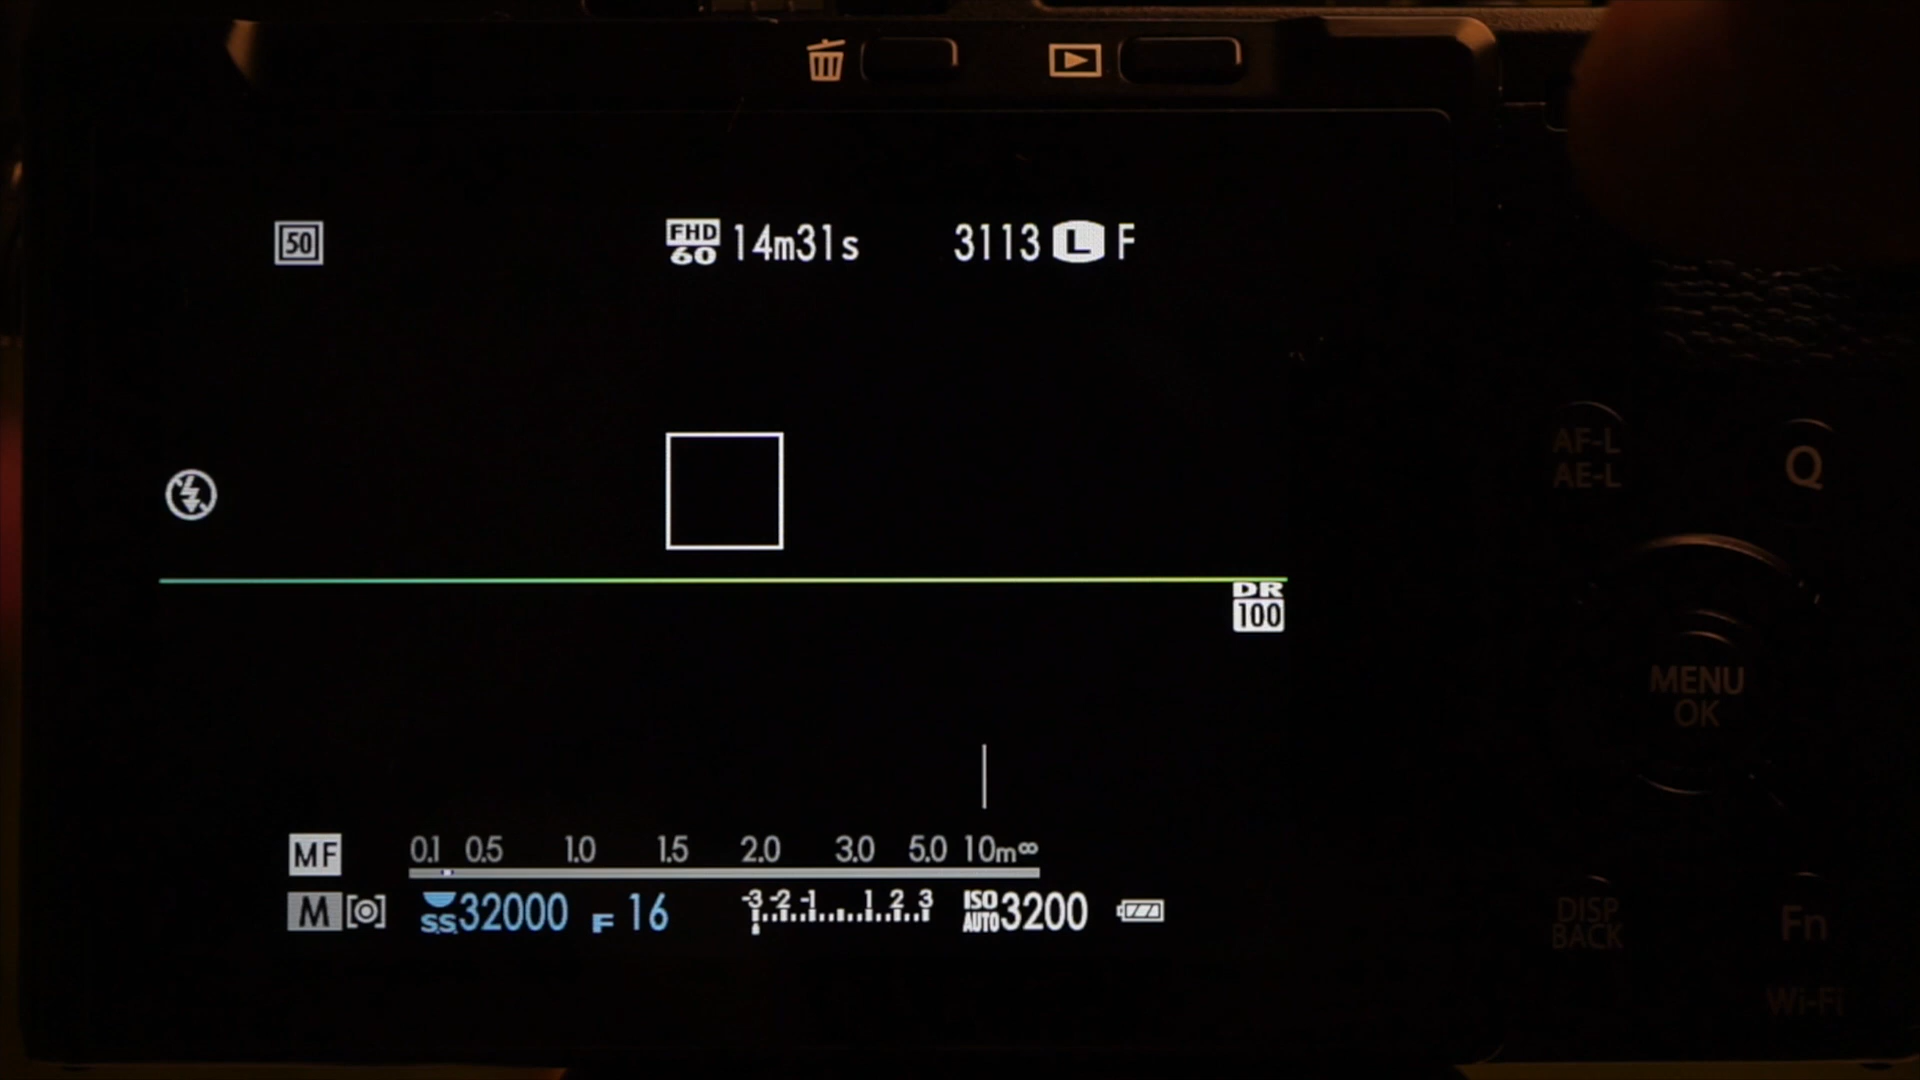 50
FHD 60 14m31s 3113 L F
AF-L
AE-L
Q
DR
100
MENU
OK
MF 0.1 0.5 1.0 1.5 2.0 3.0 5.0 10m∞
M S.S. 32000 F 16 -3 -2 -1 1 2 3 ISO AUTO 3200
DISP
BACK
Fn
Wi-Fi